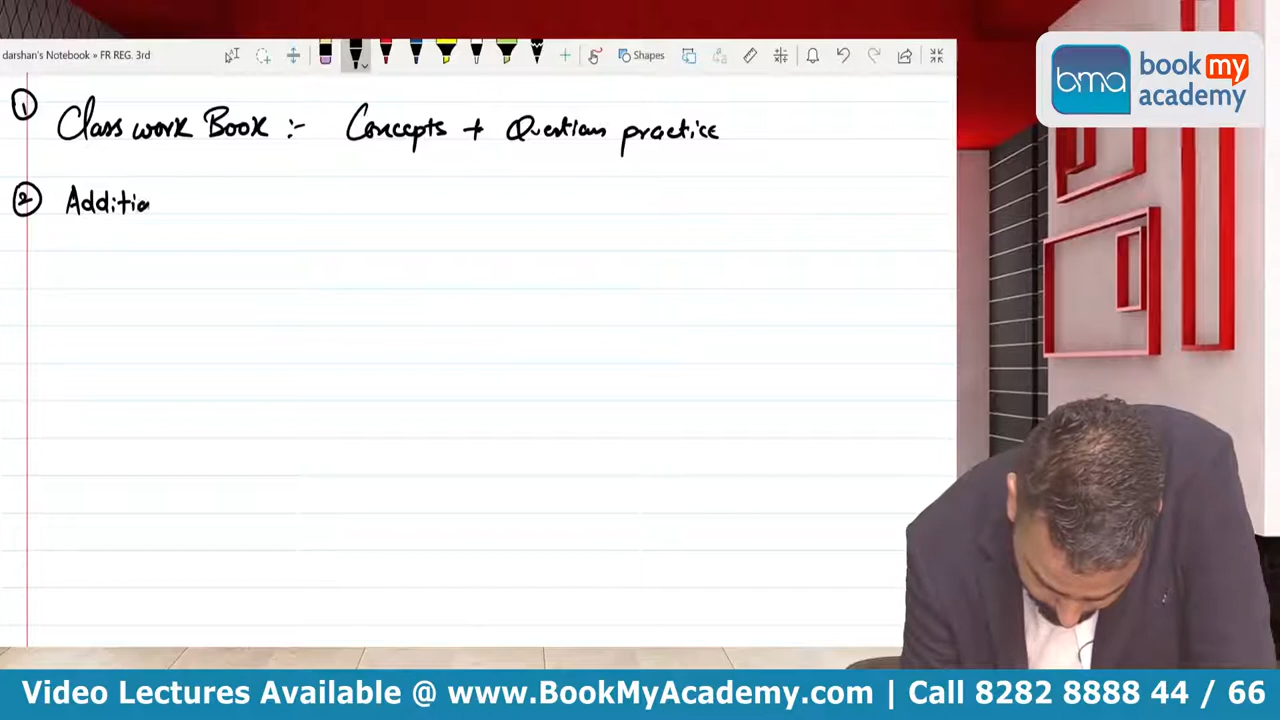 darshan's Notebook » FR REG. 3rd
Shapes
bma
book my
academy
① Class work Book :- Concepts + Questions practice
② Additio
Video Lectures Available @ www.BookMyAcademy.com | Call 8282 8888 44 / 66